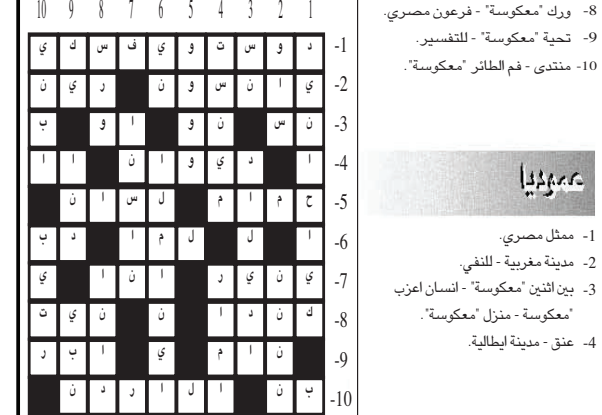 10 9 8 7 6 5 4 3 2 1
د و س ت و ي ف س ك ي -1
ي ا ن س و ن ر ي ن -2
ن س ن و ا و ا و ب -3
ا د ي و ا ن ا ا -4
ح م ا م ل س ا ن -5
ا ل ل م ا د ب -6
ي ن ي ر ا ن ا ي -7
ك ن د ا ن ن ي ت -8
ن ا م ي ا ب ر -9
ب ن ا ل ا ر د ن -10
8- ورك "معكوسة" - فرعون مصري.
9- تحية "معكوسة" - للتفسير.
10- منتدى - فم الطائر "معكوسة".
عموديا
1- ممثل مصري.
2- مدينة مغربية - للنفي.
3- بين اثنين "معكوسة" - انسان اعزب
"معكوسة - منزل "معكوسة".
4- عنق - مدينة ايطالية.